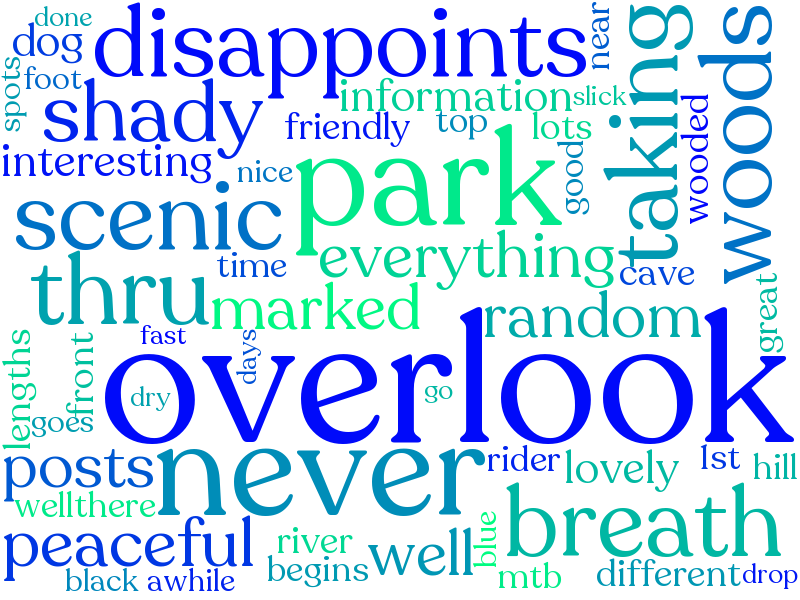 done
dog
disappoints
near
taking
woods
spots
foot
shady
information
slick
friendly
top
lots
wooded
interesting
nice
park
good
scenic
everything
time
cave
thru
marked
random
great
fast
days
lengths
front
overlook
dry
go
goes
posts
never
rider
lovely
1st
hill
wellthere
breath
peaceful
river
well
blue
begins
mtb
different
drop
black
awhile